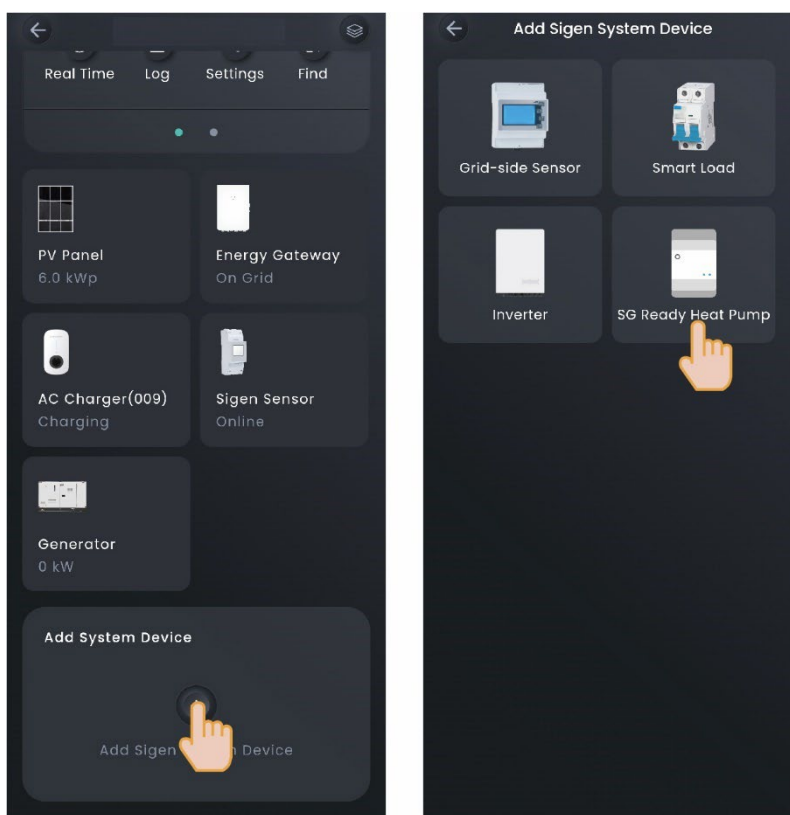 Real Time
Log
Settings
Find
PV Panel
6.0 kWp
Energy Gateway
On Grid
AC Charger(009)
Charging
Sigen Sensor
Online
Generator
0 kW
Add System Device
Add Sigen Device
Add Sigen System Device
Grid-side Sensor
Smart Load
Inverter
SG Ready Heat Pump